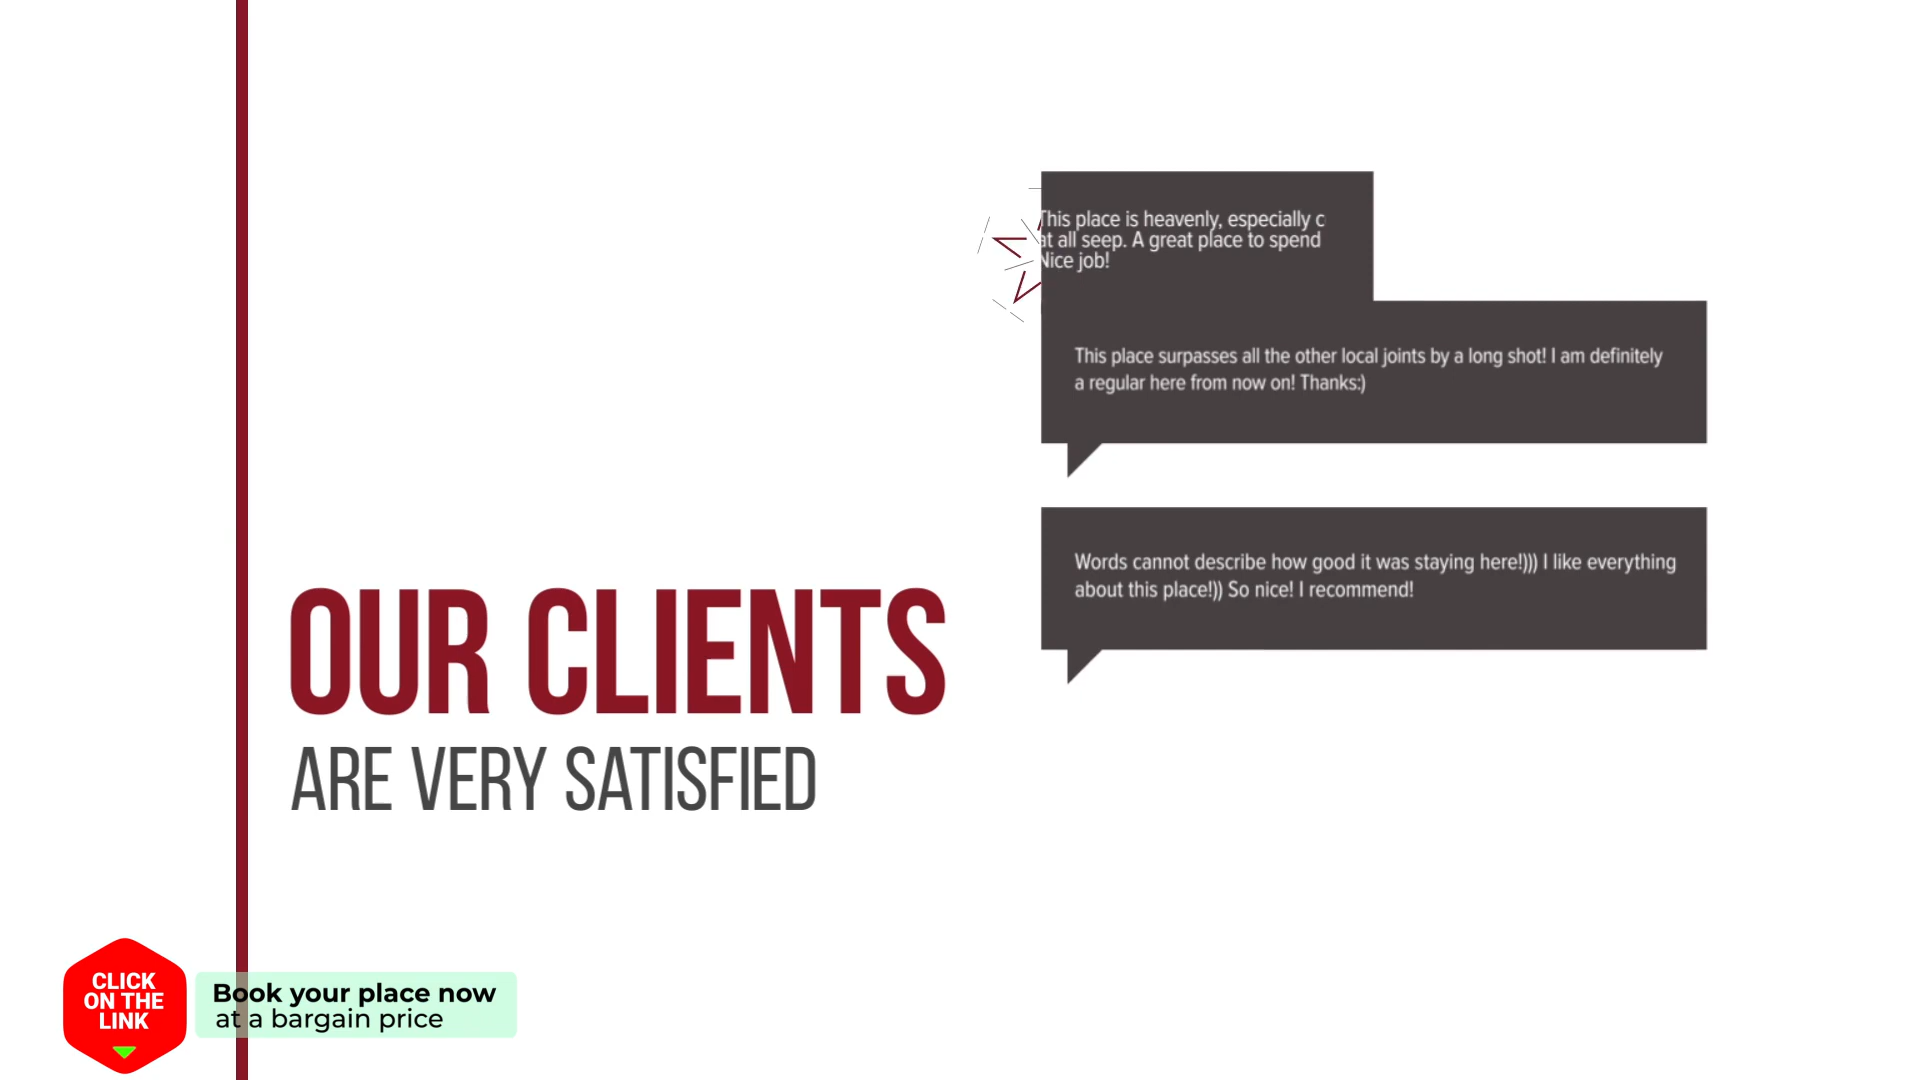 This place is heavenly, especially
at all seep. A great place to spend
Nice job!
This place surpasses all the other local joints by a long shot! I am definitely
a regular here from now on! Thanks:)
Words cannot describe how good it was staying here!))) I like everything
about this place!)) So nice! I recommend!
OUR CLIENTS
ARE VERY SATISFIED
CLICK
ON THE
LINK
Book your place now
at a bargain price